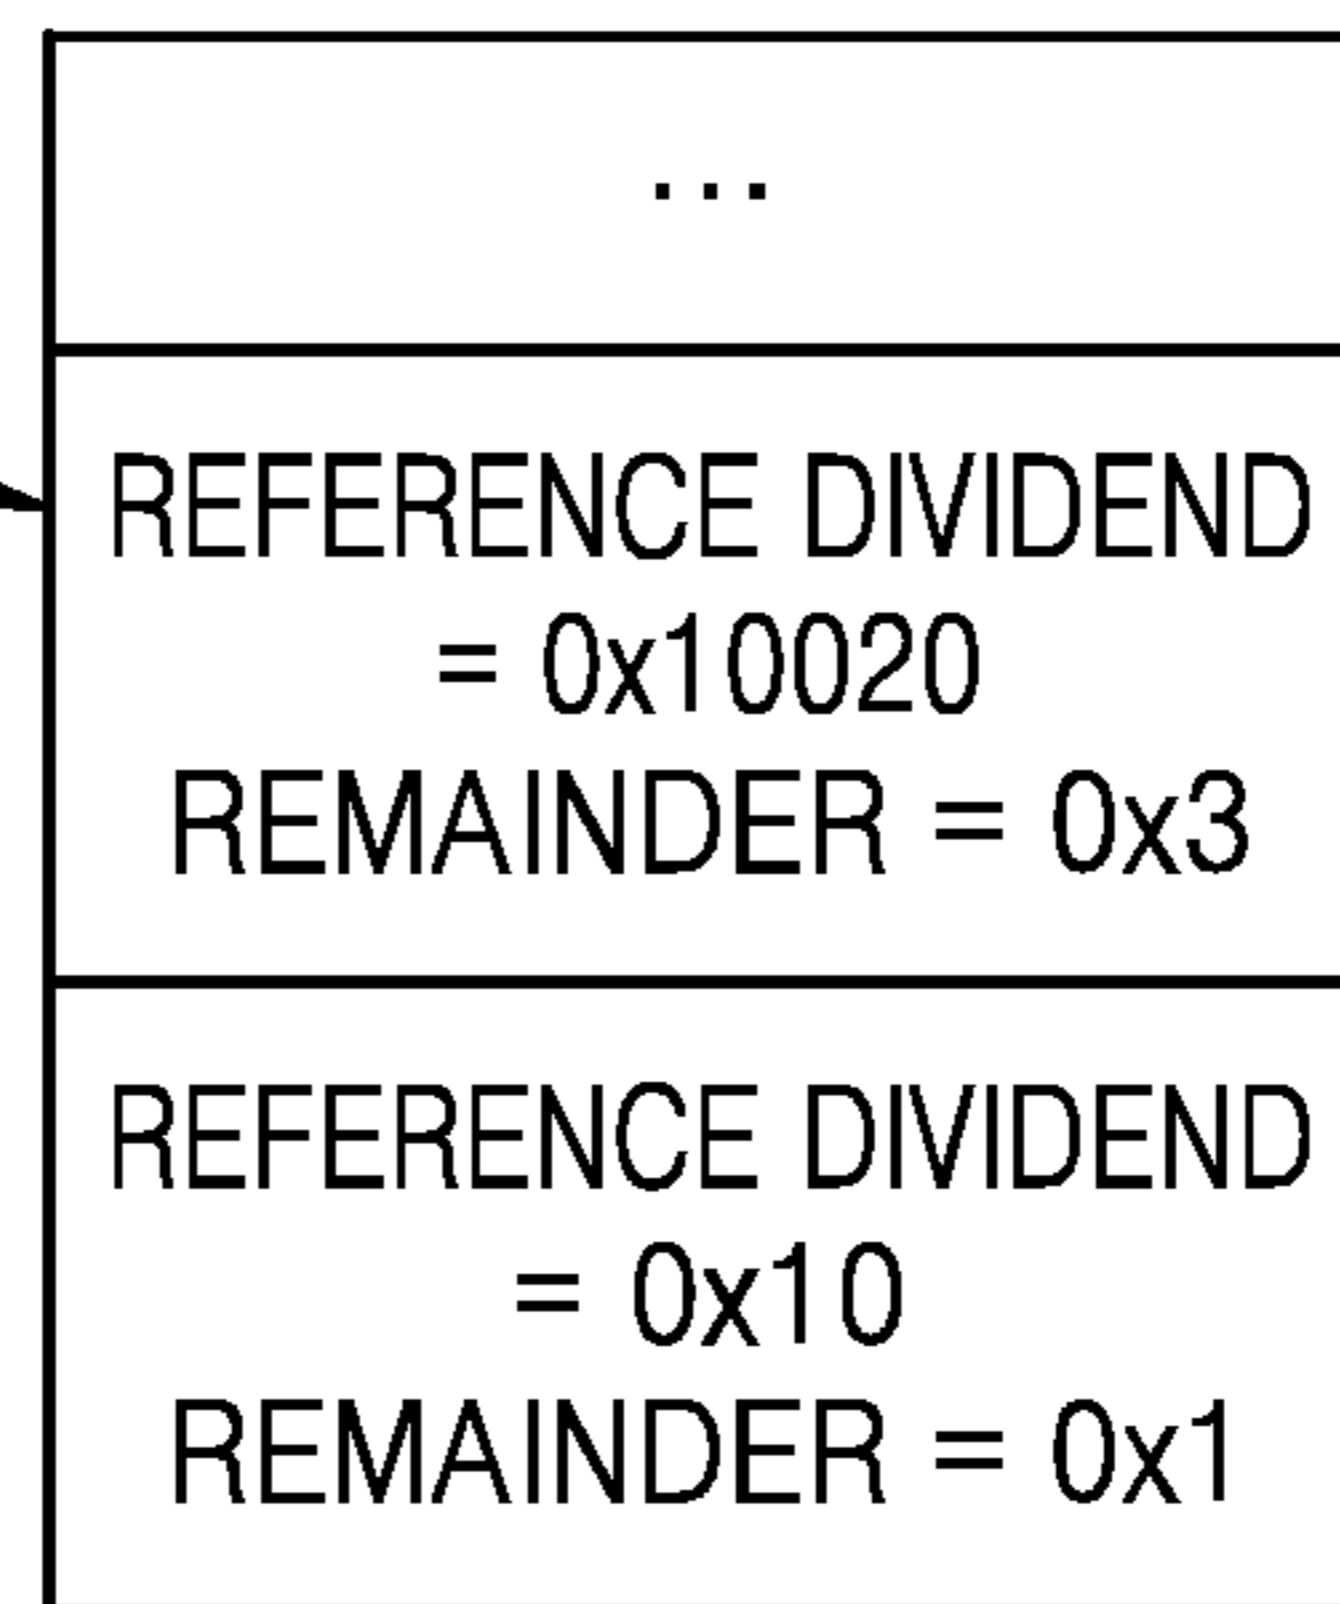 ...
REFERENCE DIVIDEND
= 0x10020
REMAINDER = 0x3
REFERENCE DIVIDEND
= 0x10
REMAINDER = 0x1